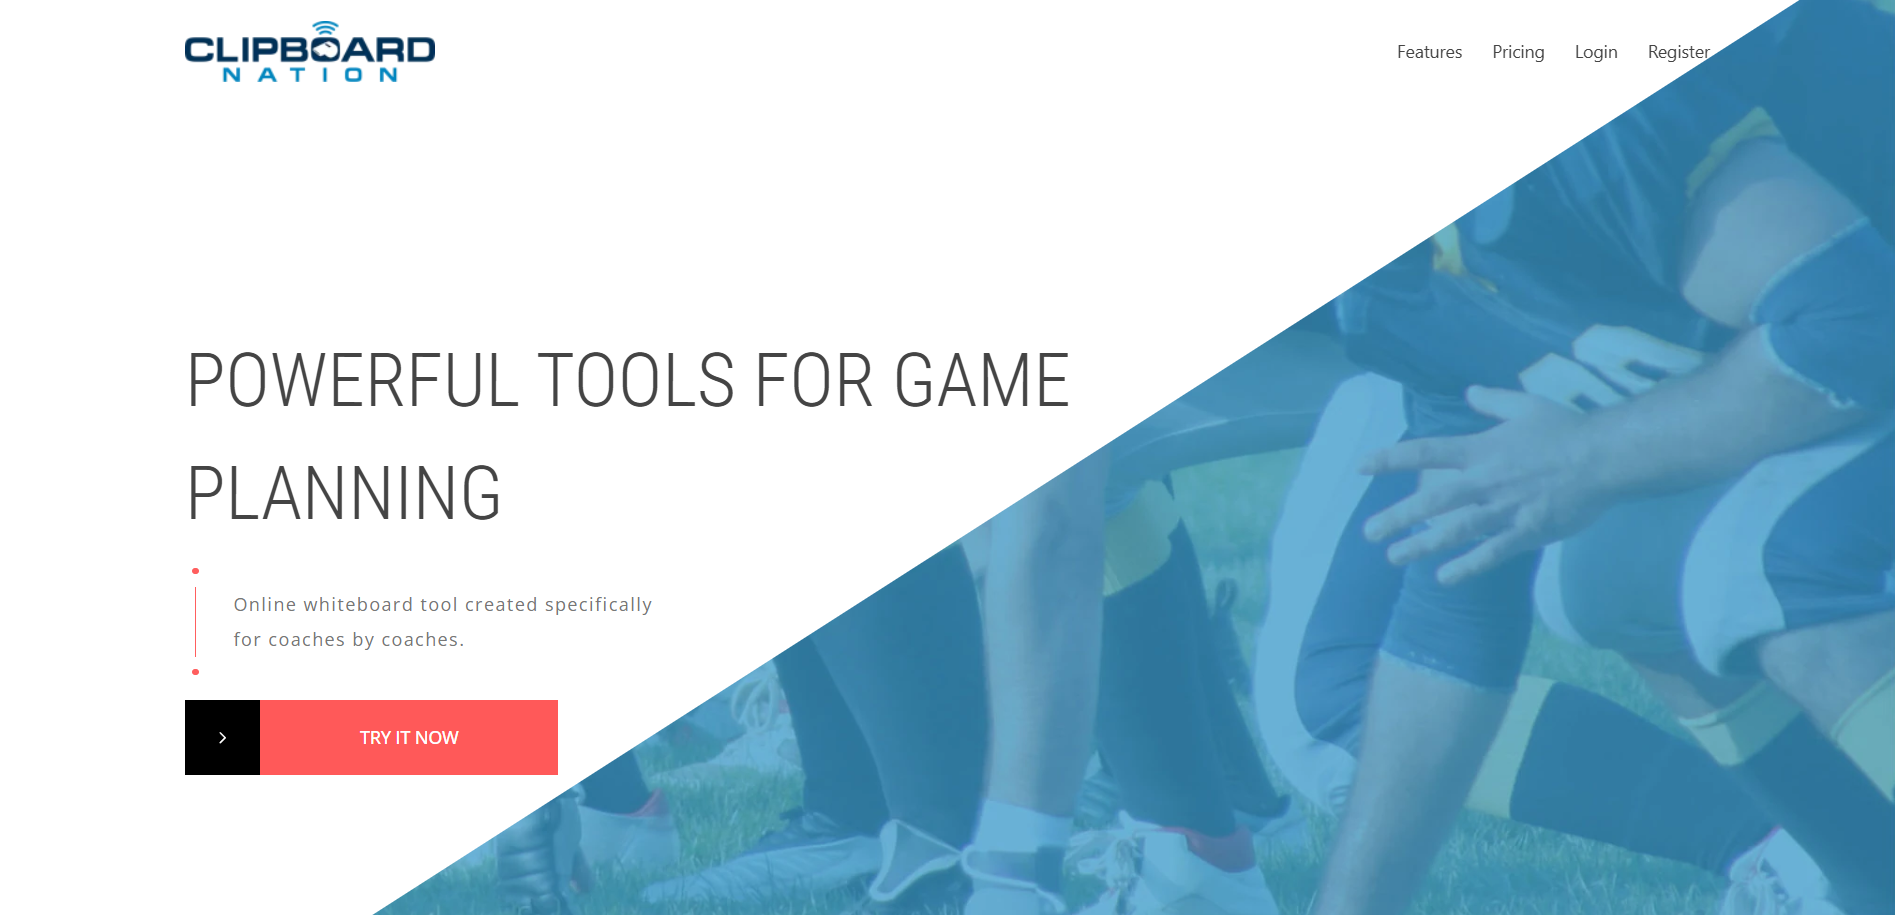 CLIPBOARD
NATION
Features Pricing Login Register
POWERFUL TOOLS FOR GAME
PLANNING
Online whiteboard tool created specifically
for coaches by coaches.
TRY IT NOW